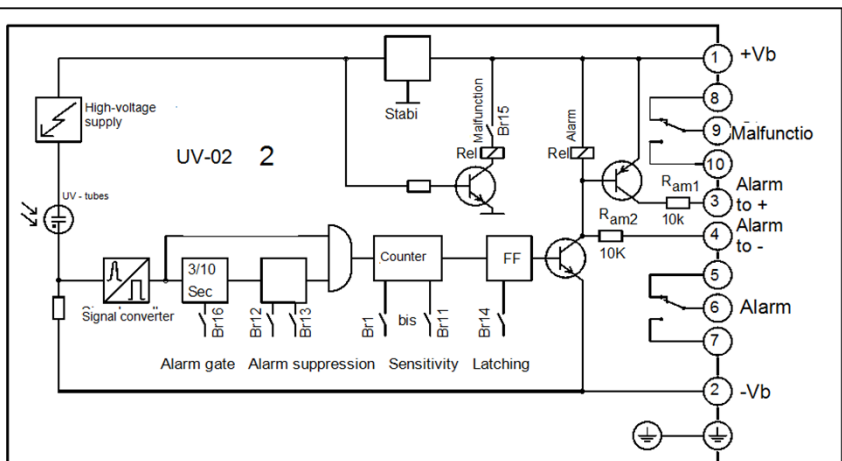 1
+Vb
8
9
Malfunctio
10
3
Alarm
to +
4
Alarm
to -
5
6
Alarm
7
2
-Vb
High-voltage
supply
UV-02 2
Stabi
Malfunction
Br15
Rel
Alarm
Rel
Ram1
10k
Ram2
10K
UV - tubes
Signal converter
3/10
Sec
Counter
FF
Br16
Br12
Br13
Br1
bis
Br11
Br14
Alarm gate
Alarm suppression
Sensitivity
Latching